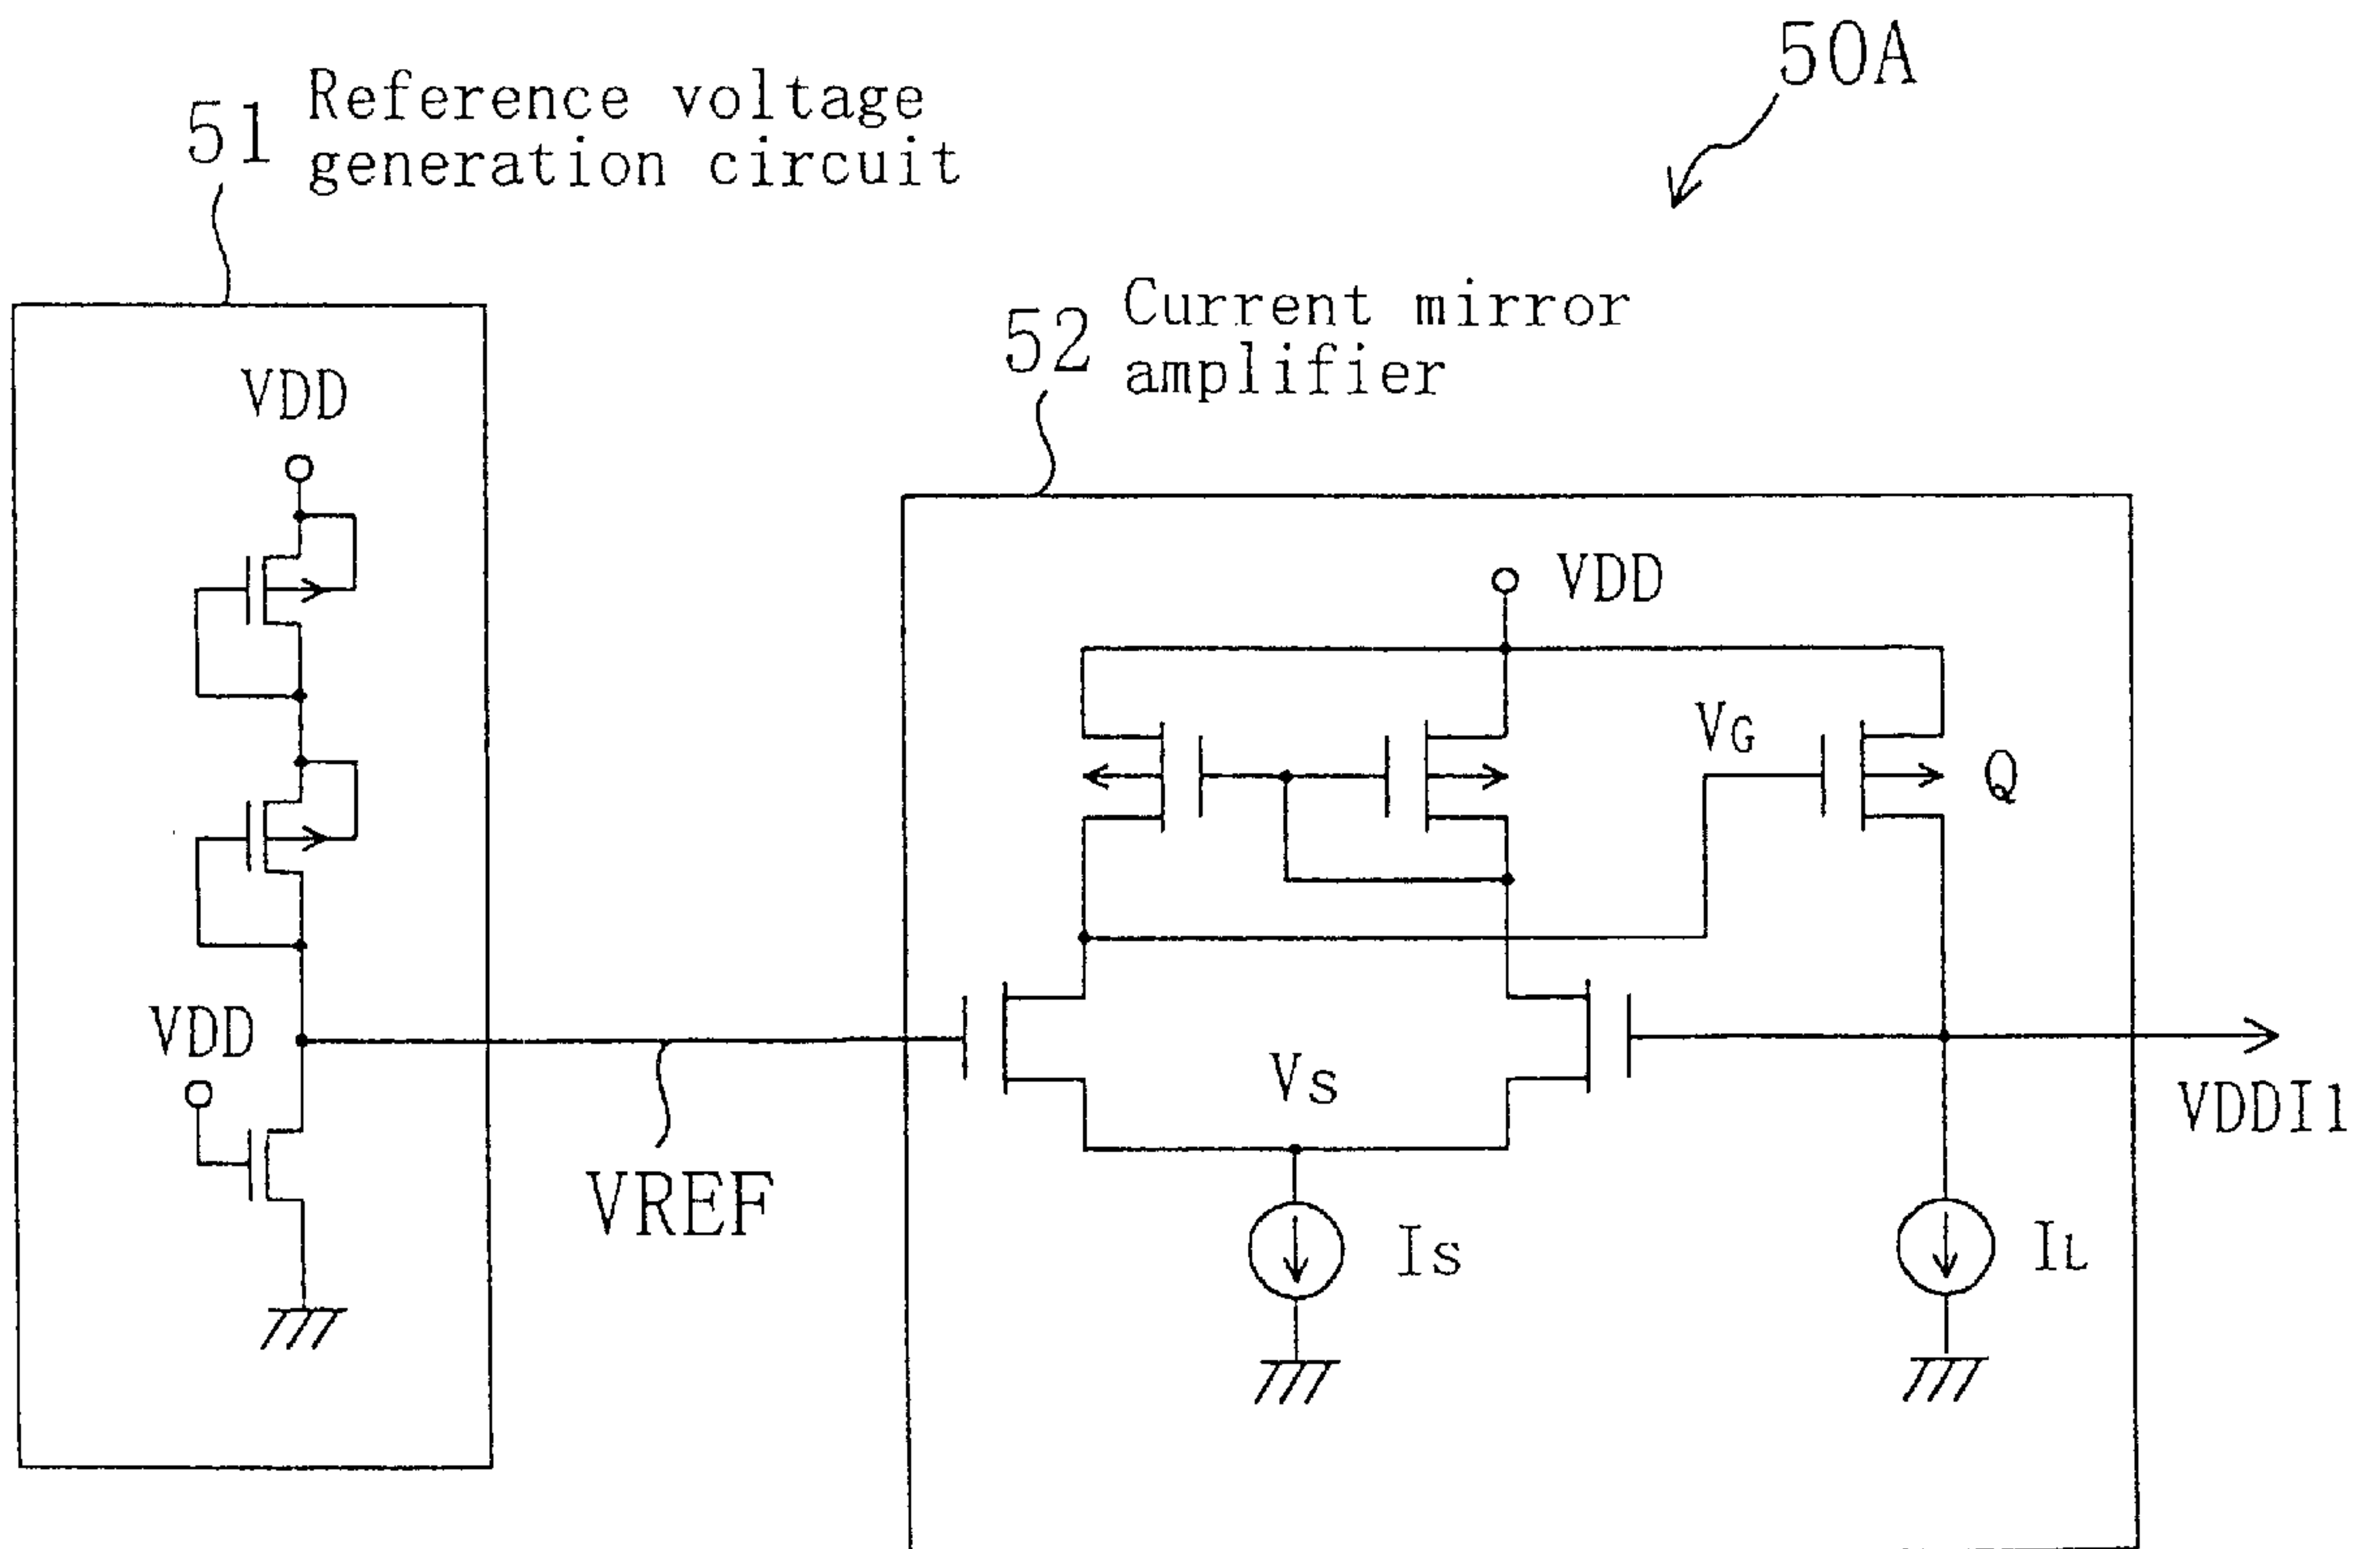 50A
51 Reference voltage
generation circuit
52 Current mirror
amplifier
VDD
VDD
VG
Q
VDD
VS
VDDI1
VREF
IS
IL